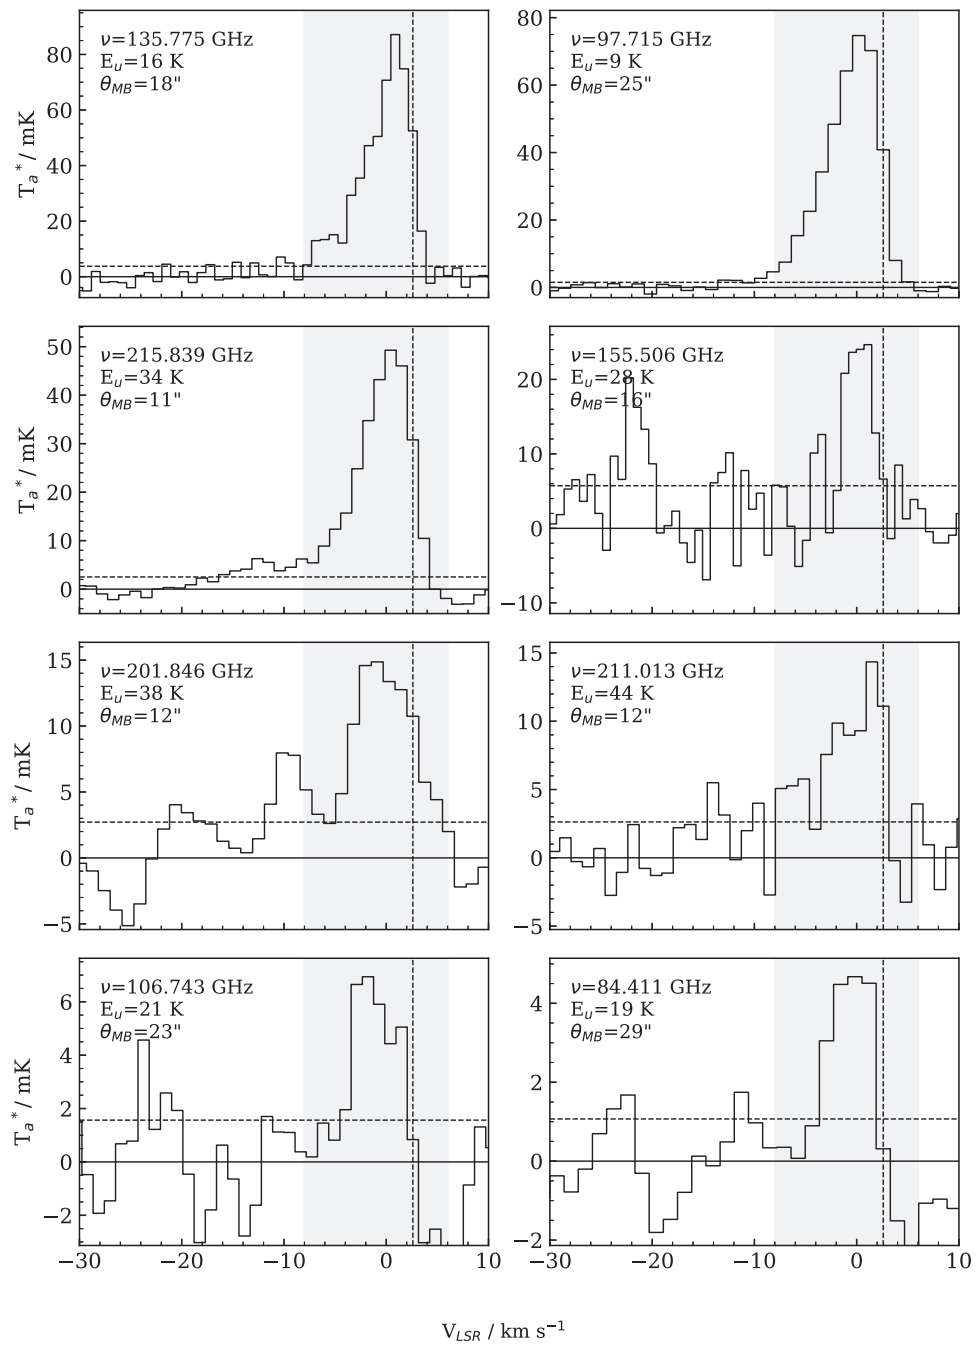 ν=135.775 GHz
E_u=16 K
θ_MB=18"
80
60
40
20
0
T_a*/ mK
ν=97.715 GHz
E_u=9 K
θ_MB=25"
80
60
40
20
0
ν=215.839 GHz
E_u=34 K
θ_MB=11"
50
40
30
20
10
0
T_a*/ mK
ν=155.506 GHz
E_u=28 K
θ_MB=16"
20
10
0
−10
ν=201.846 GHz
E_u=38 K
θ_MB=12"
15
10
5
0
−5
T_a*/ mK
ν=211.013 GHz
E_u=44 K
θ_MB=12"
15
10
5
0
−5
ν=106.743 GHz
E_u=21 K
θ_MB=23"
6
4
2
0
−2
T_a*/ mK
−30 −20 −10 0 10
ν=84.411 GHz
E_u=19 K
θ_MB=29"
4
2
0
−2
−30 −20 −10 0 10
V_LSR / km s⁻¹